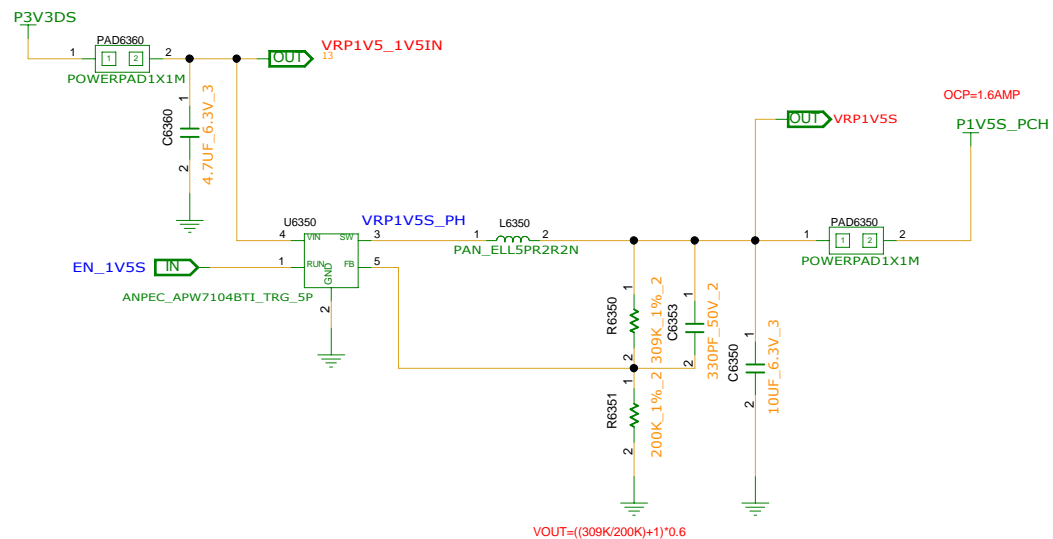 P3V3DS
PAD6360
1
1 2
2
POWERPAD1X1M
OUT
VRP1V5_1V5IN
13
1
C6360
2
4.7UF_6.3V_3
U6350
4
VIN
SW
3
VRP1V5S_PH
EN_1V5S
IN
1
RUN
FB
5
GND
2
ANPEC_APW7104BTI_TRG_5P
L6350
1
2
PAN_ELL5PR2R2N
1
R6350
2
309K_1%_2
1
C6353
2
330PF_50V_2
1
R6351
2
200K_1%_2
1
C6350
2
10UF_6.3V_3
OUT
VRP1V5S
OCP=1.6AMP
P1V5S_PCH
PAD6350
1
1 2
2
POWERPAD1X1M
VOUT=((309K/200K)+1)*0.6